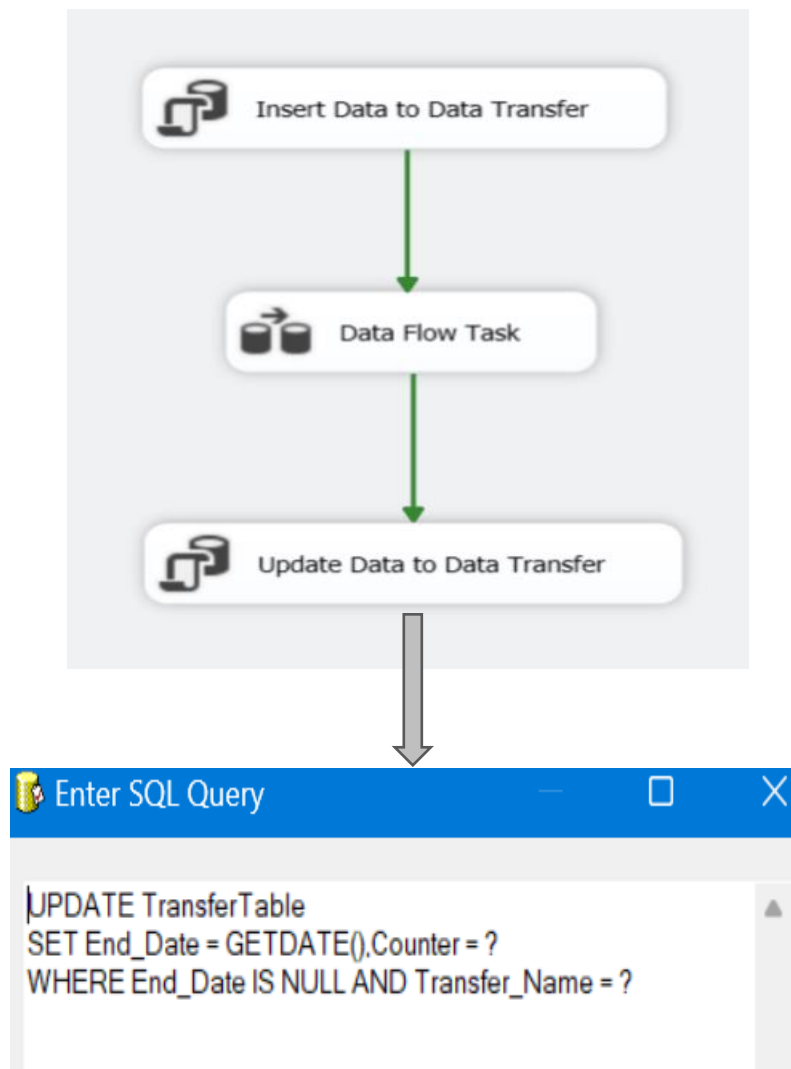 Insert Data to Data Transfer
Data Flow Task
Update Data to Data Transfer
Enter SQL Query
UPDATE TransferTable
SET End_Date = GETDATE(),Counter = ?
WHERE End_Date IS NULL AND Transfer_Name = ?